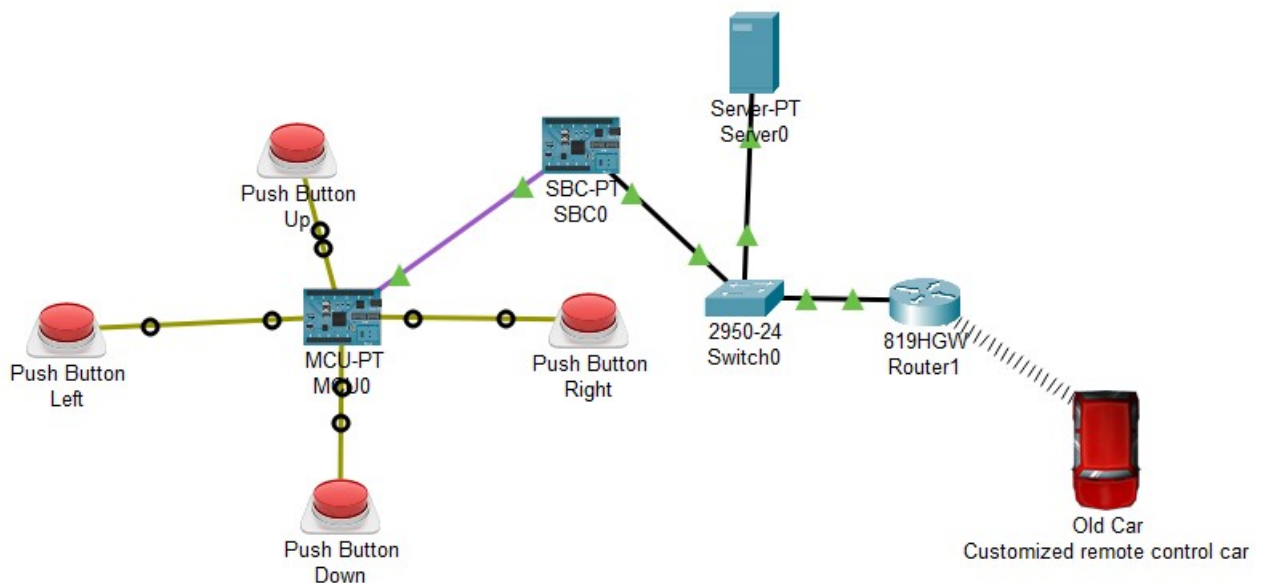 Server-PT
Server0
SBC-PT
SBC0
Push Button
Up
MCU-PT
MCU0
Push Button
Left
Push Button
Right
2950-24
Switch0
819HGW
Router1
Push Button
Down
Old Car
Customized remote control car